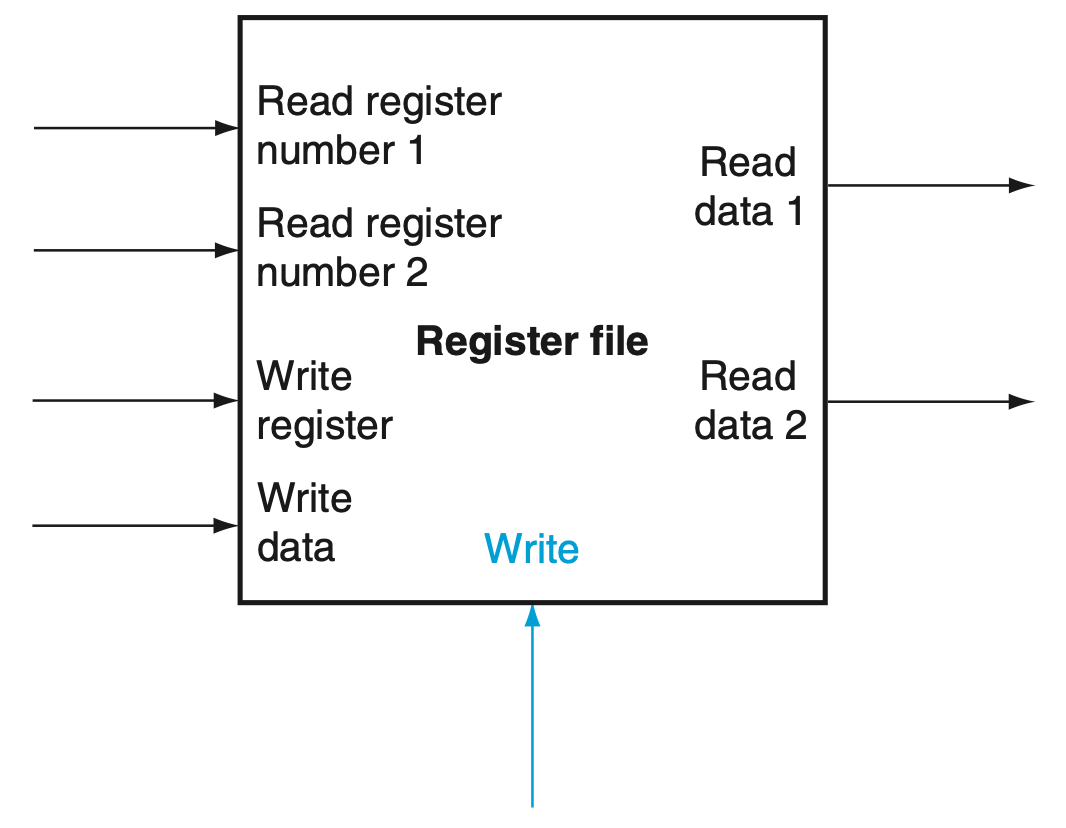 Read register
number 1
Read
data 1
Read register
number 2
Register file
Write
register
Read
data 2
Write
data
Write